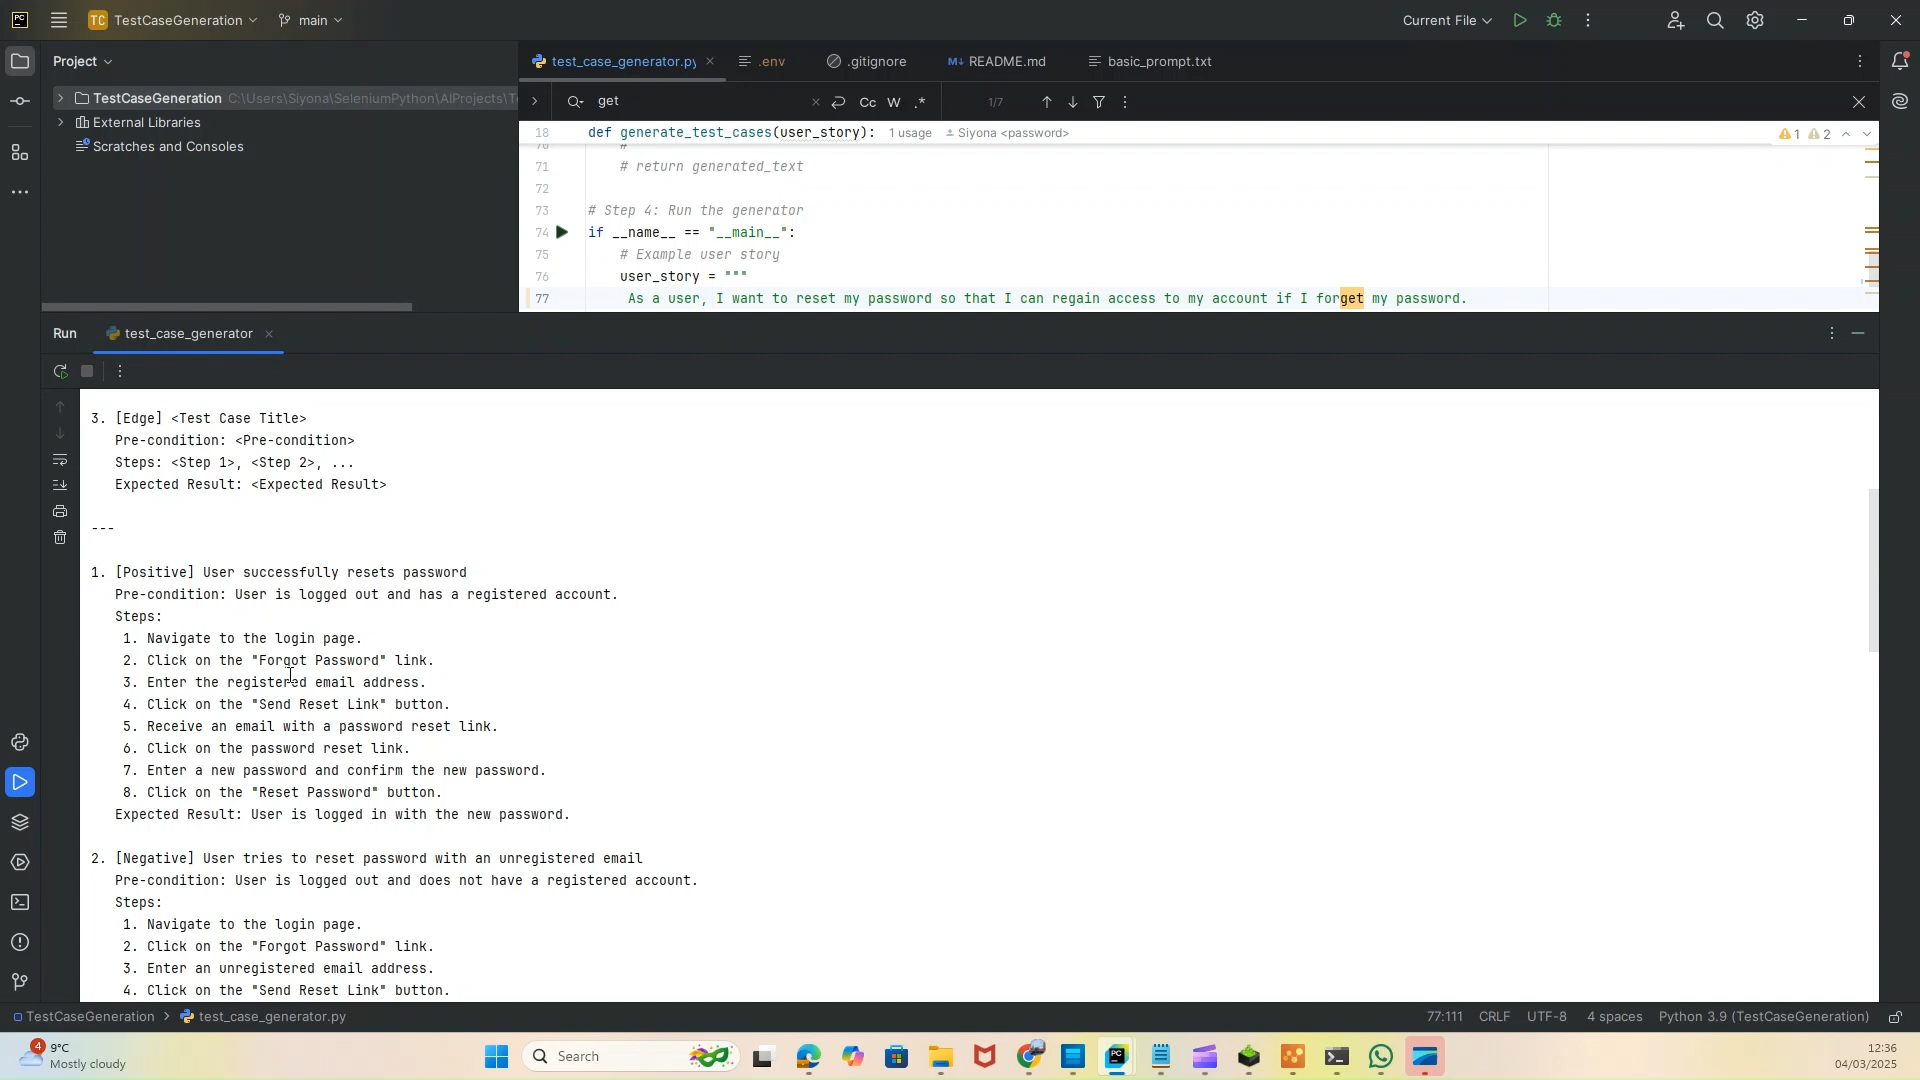 PC TC TestCaseGeneration main Current File
Project
TestCaseGeneration C:\Users\Siyona\SeleniumPython\AIProjects\T
External Libraries
Scratches and Consoles
test_case_generator.py .env .gitignore M↓ README.md basic_prompt.txt
get Cc W .* 1/7
18 def generate_test_cases(user_story): 1 usage Siyona <password> 1 2
70 #
71 # return generated_text
72
73 # Step 4: Run the generator
74 if __name__ == "__main__":
75 # Example user story
76 user_story = """
77 As a user, I want to reset my password so that I can regain access to my account if I forget my password.
Run test_case_generator
3. [Edge] <Test Case Title>
Pre-condition: <Pre-condition>
Steps: <Step 1>, <Step 2>, ...
Expected Result: <Expected Result>
---
1. [Positive] User successfully resets password
Pre-condition: User is logged out and has a registered account.
Steps:
1. Navigate to the login page.
2. Click on the "Forgot Password" link.
3. Enter the registered email address.
4. Click on the "Send Reset Link" button.
5. Receive an email with a password reset link.
6. Click on the password reset link.
7. Enter a new password and confirm the new password.
8. Click on the "Reset Password" button.
Expected Result: User is logged in with the new password.
2. [Negative] User tries to reset password with an unregistered email
Pre-condition: User is logged out and does not have a registered account.
Steps:
1. Navigate to the login page.
2. Click on the "Forgot Password" link.
3. Enter an unregistered email address.
4. Click on the "Send Reset Link" button.
TestCaseGeneration > test_case_generator.py 77:111 CRLF UTF-8 4 spaces Python 3.9 (TestCaseGeneration)
4 9°C
Mostly cloudy
Search
PC
12:36
04/03/2025